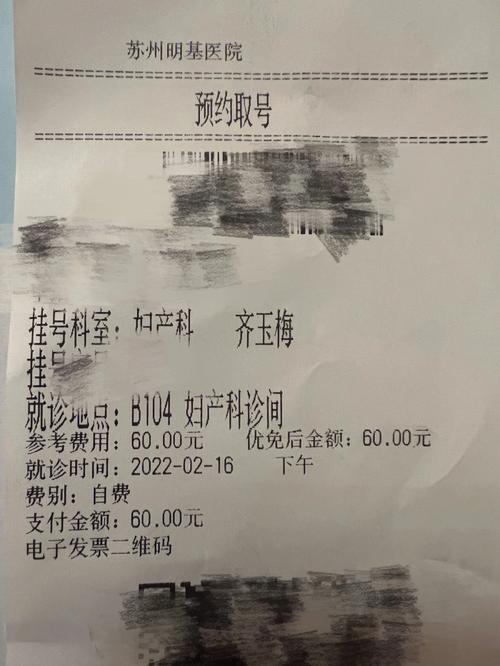 苏州明基医院
预约取号
挂号科室：妇产科 齐玉梅
挂号
就诊地点：B104 妇产科诊间
参考费用：60.00元 优免后金额：60.00元
就诊时间：2022-02-16 下午
费别：自费
支付金额：60.00元
电子发票二维码